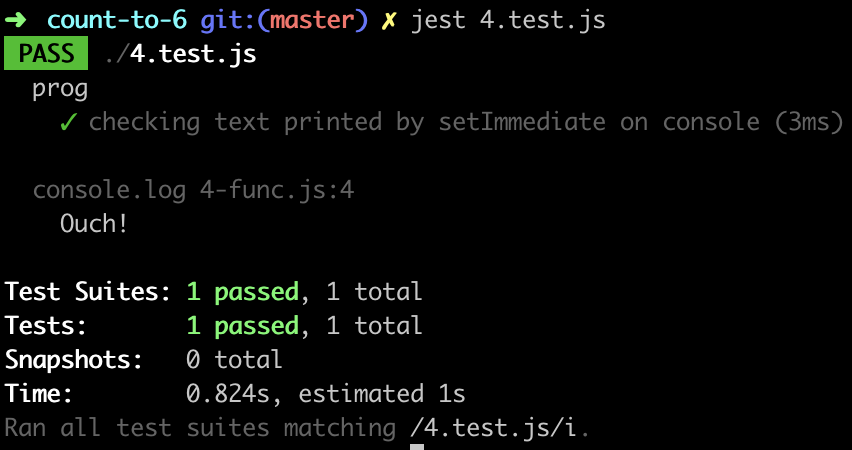 ➜ count-to-6 git:(master) ✗ jest 4.test.js
PASS ./4.test.js
prog
✓ checking text printed by setImmediate on console (3ms)
console.log 4-func.js:4
Ouch!
Test Suites: 1 passed, 1 total
Tests: 1 passed, 1 total
Snapshots: 0 total
Time: 0.824s, estimated 1s
Ran all test suites matching /4.test.js/i.